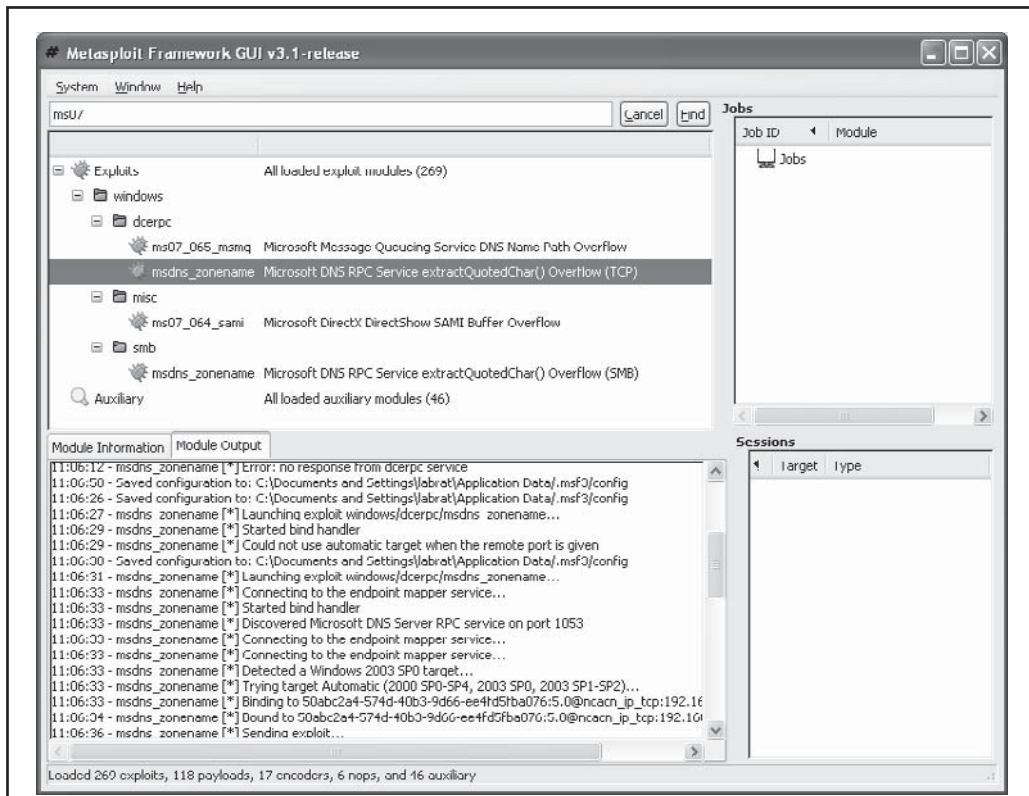 # Metasploit Framework GUI v3.1-release
System Window Help
ms07
Cancel Find
Exploits All loaded exploit modules (269)
windows
dcerpc
ms07_065_msmq Microsoft Message Queueing Service DNS Name Path Overflow
msdns_zonename Microsoft DNS RPC Service extractQuotedChar() Overflow (TCP)
misc
ms07_064_sami Microsoft DirectX DirectShow SAMI Buffer Overflow
smb
msdns_zonename Microsoft DNS RPC Service extractQuotedChar() Overflow (SMB)
Auxiliary All loaded auxiliary modules (46)
Jobs
Job ID Module
Jobs
Module Information Module Output
11:06:12 - msdns_zonename [*] Error: no response from dcerpc service
Saved configuration to: C:\Documents and Settings\labrat\Application Data/.msf3/config
11:06:26 - Saved configuration to: C:\Documents and Settings\labrat\Application Data/.msf3/config
11:06:27 - msdns_zonename [*] Launching exploit windows/dcerpc/msdns_zonename...
11:06:29 - msdns_zonename [*] Started bind handler
11:06:29 - msdns_zonename [*] Could not use automatic target when the remote port is given
11:06:30 - Saved configuration to: C:\Documents and Settings\labrat\Application Data/.msf3/config
11:06:31 - msdns_zonename [*] Launching exploit windows/dcerpc/msdns_zonename...
11:06:33 - msdns_zonename [*] Connecting to the endpoint mapper service...
11:06:33 - msdns_zonename [*] Started bind handler
11:06:33 - msdns_zonename [*] Discovered Microsoft DNS Server RPC service on port 1053
11:06:33 - msdns_zonename [*] Connecting to the endpoint mapper service...
11:06:33 - msdns_zonename [*] Connecting to the endpoint mapper service...
11:06:33 - msdns_zonename [*] Detected a Windows 2003 SP0 target...
11:06:33 - msdns_zonename [*] Trying target Automatic (2000 SP0-SP4, 2003 SP0, 2003 SP1-SP2)...
11:06:33 - msdns_zonename [*] Binding to 50abc2a4-574d-40b3-9d66-ee4fd5fba076:5.0@ncacn_ip_tcp:192.16
11:06:34 - msdns_zonename [*] Bound to 50abc2a4-574d-40b3-9d66-ee4fd5fba076:5.0@ncacn_ip_tcp:192.16
11:06:36 - msdns_zonename [*] Sending exploit...
Sessions
Target Type
Loaded 269 exploits, 118 payloads, 17 encoders, 6 nops, and 46 auxiliary